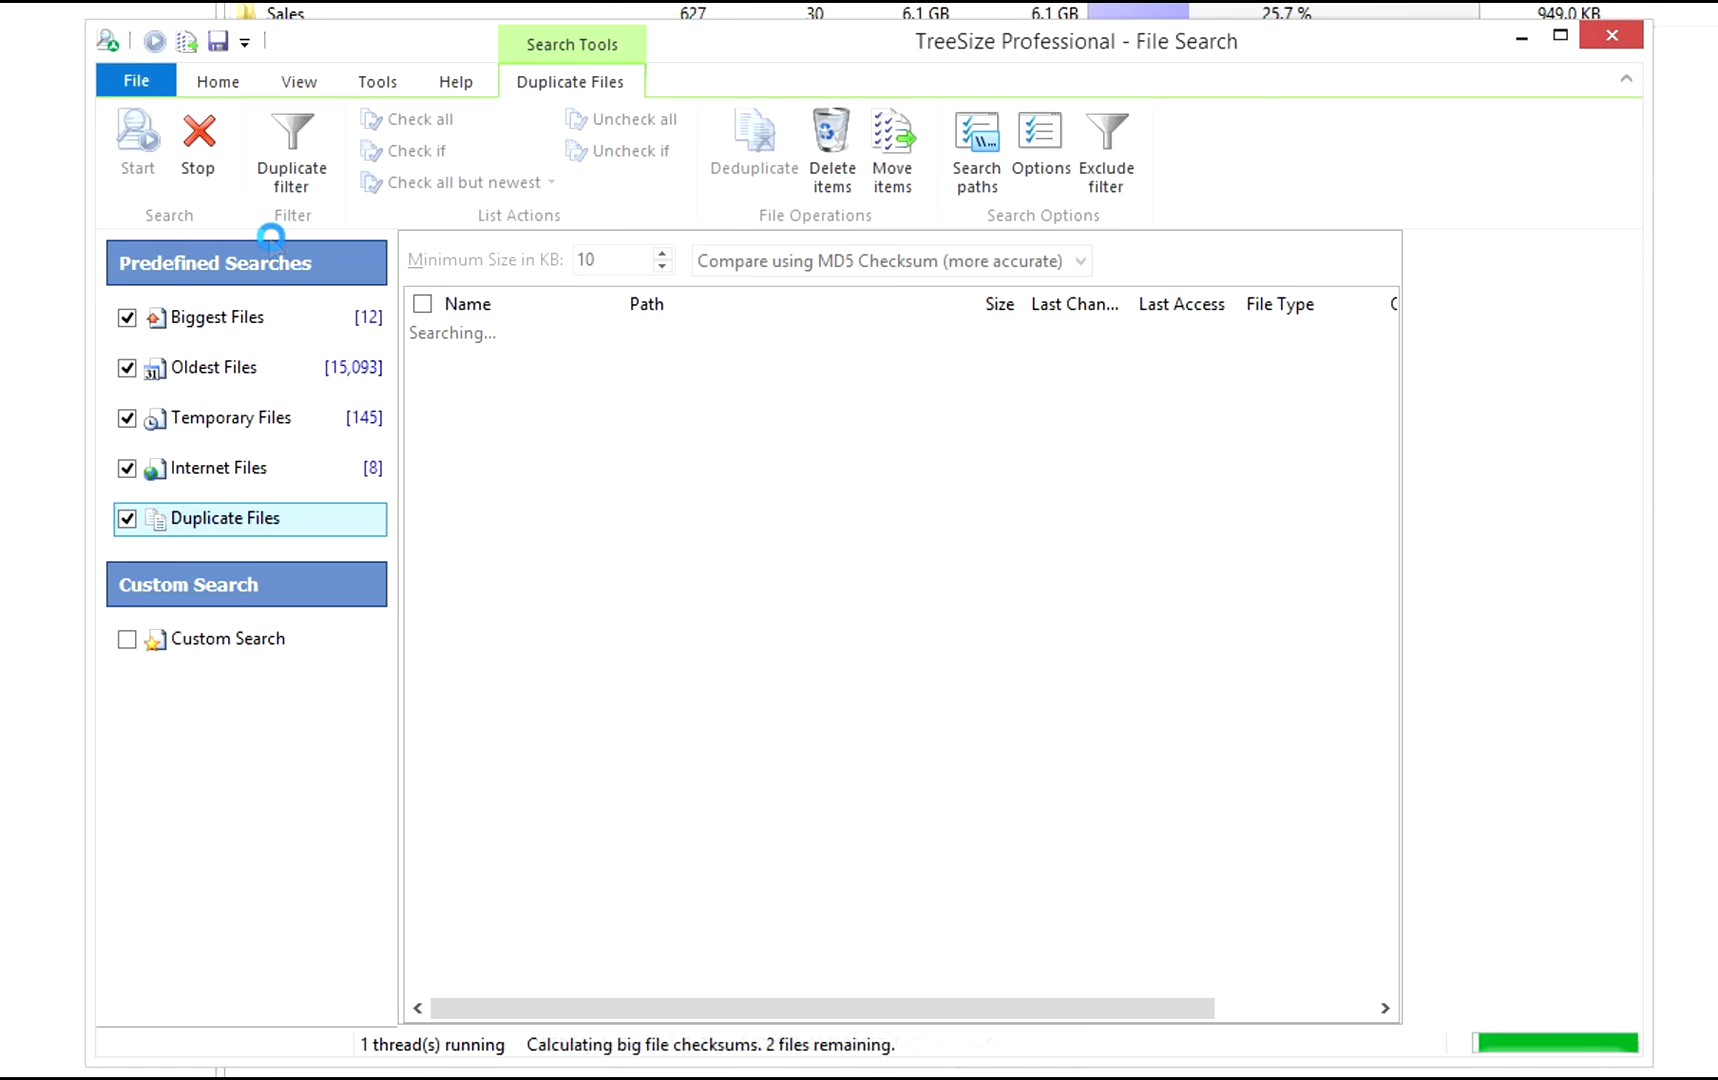 Sales 627 30 6.1 GB 6.1 GB 25.7 % 949.0 KB
Search Tools
TreeSize Professional - File Search
File Home View Tools Help Duplicate Files
Start
Stop
Duplicate filter
Check all
Check if
Check all but newest
Uncheck all
Uncheck if
Deduplicate
Delete items
Move items
Search paths
Options
Exclude filter
Search Filter List Actions File Operations Search Options
Predefined Searches
Biggest Files [12]
31 Oldest Files [15,093]
Temporary Files [145]
Internet Files [8]
Duplicate Files
Custom Search
Custom Search
Minimum Size in KB: 10 Compare using MD5 Checksum (more accurate)
Name Path Size Last Chan... Last Access File Type
Searching...
1 thread(s) running Calculating big file checksums. 2 files remaining.